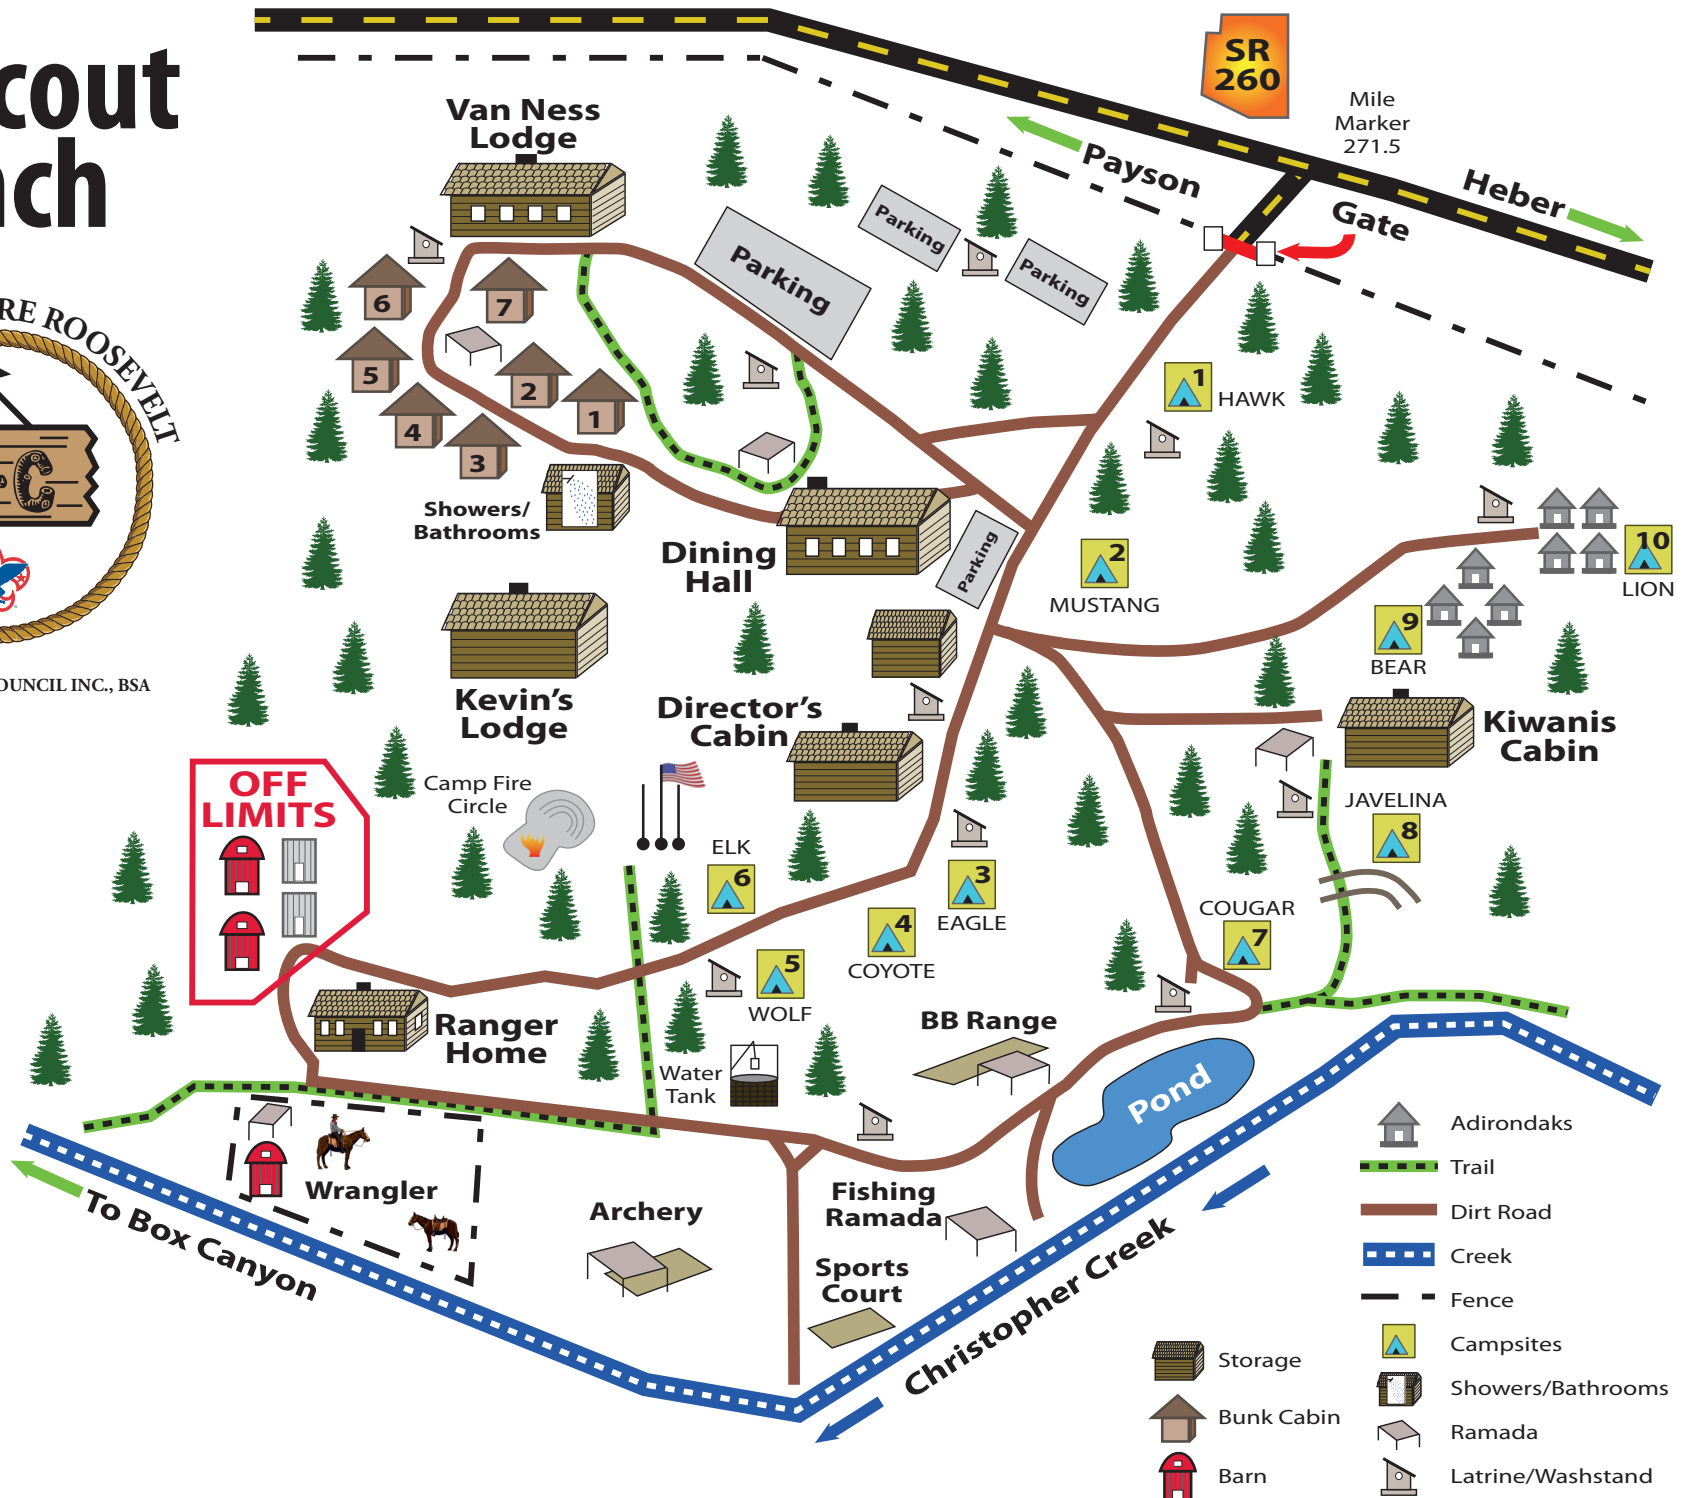 cout
nch
RE ROOSEVELT
C
OUNCIL INC., BSA
SR
260
Mile
Marker
271.5
Payson
Heber
Gate
Van Ness
Lodge
Parking
Parking
Parking
6
7
5
2
1
4
3
Showers/
Bathrooms
Dining
Hall
Parking
1
HAWK
2
MUSTANG
10
LION
9
BEAR
Kevin's
Lodge
Director's
Cabin
Kiwanis
Cabin
OFF
LIMITS
Camp Fire
Circle
ELK
6
3
EAGLE
4
COYOTE
5
WOLF
JAVELINA
8
COUGAR
7
Ranger
Home
Water
Tank
BB Range
Pond
Wrangler
To Box Canyon
Archery
Fishing
Ramada
Sports
Court
Christopher Creek
Adirondaks
Trail
Dirt Road
Creek
Fence
Campsites
Showers/Bathrooms
Ramada
Latrine/Washstand
Storage
Bunk Cabin
Barn